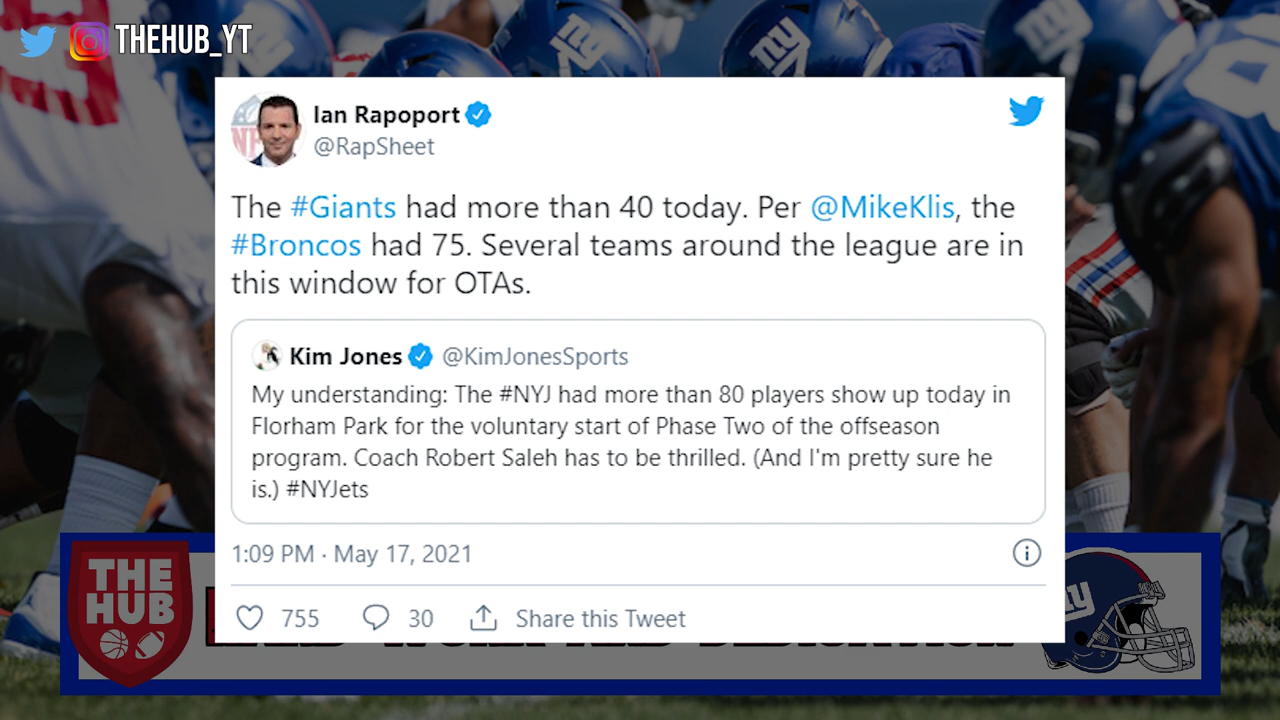 THEHUB_YT
Ian Rapoport
@RapSheet
The #Giants had more than 40 today. Per @MikeKlis, the
#Broncos had 75. Several teams around the league are in
this window for OTAs.
Kim Jones @KimJonesSports
My understanding: The #NYJ had more than 80 players show up today in
Florham Park for the voluntary start of Phase Two of the offseason
program. Coach Robert Saleh has to be thrilled. (And I'm pretty sure he
is.) #NYJets
1:09 PM · May 17, 2021
755
30
Share this Tweet
THE
HUB
ny
ny
ny